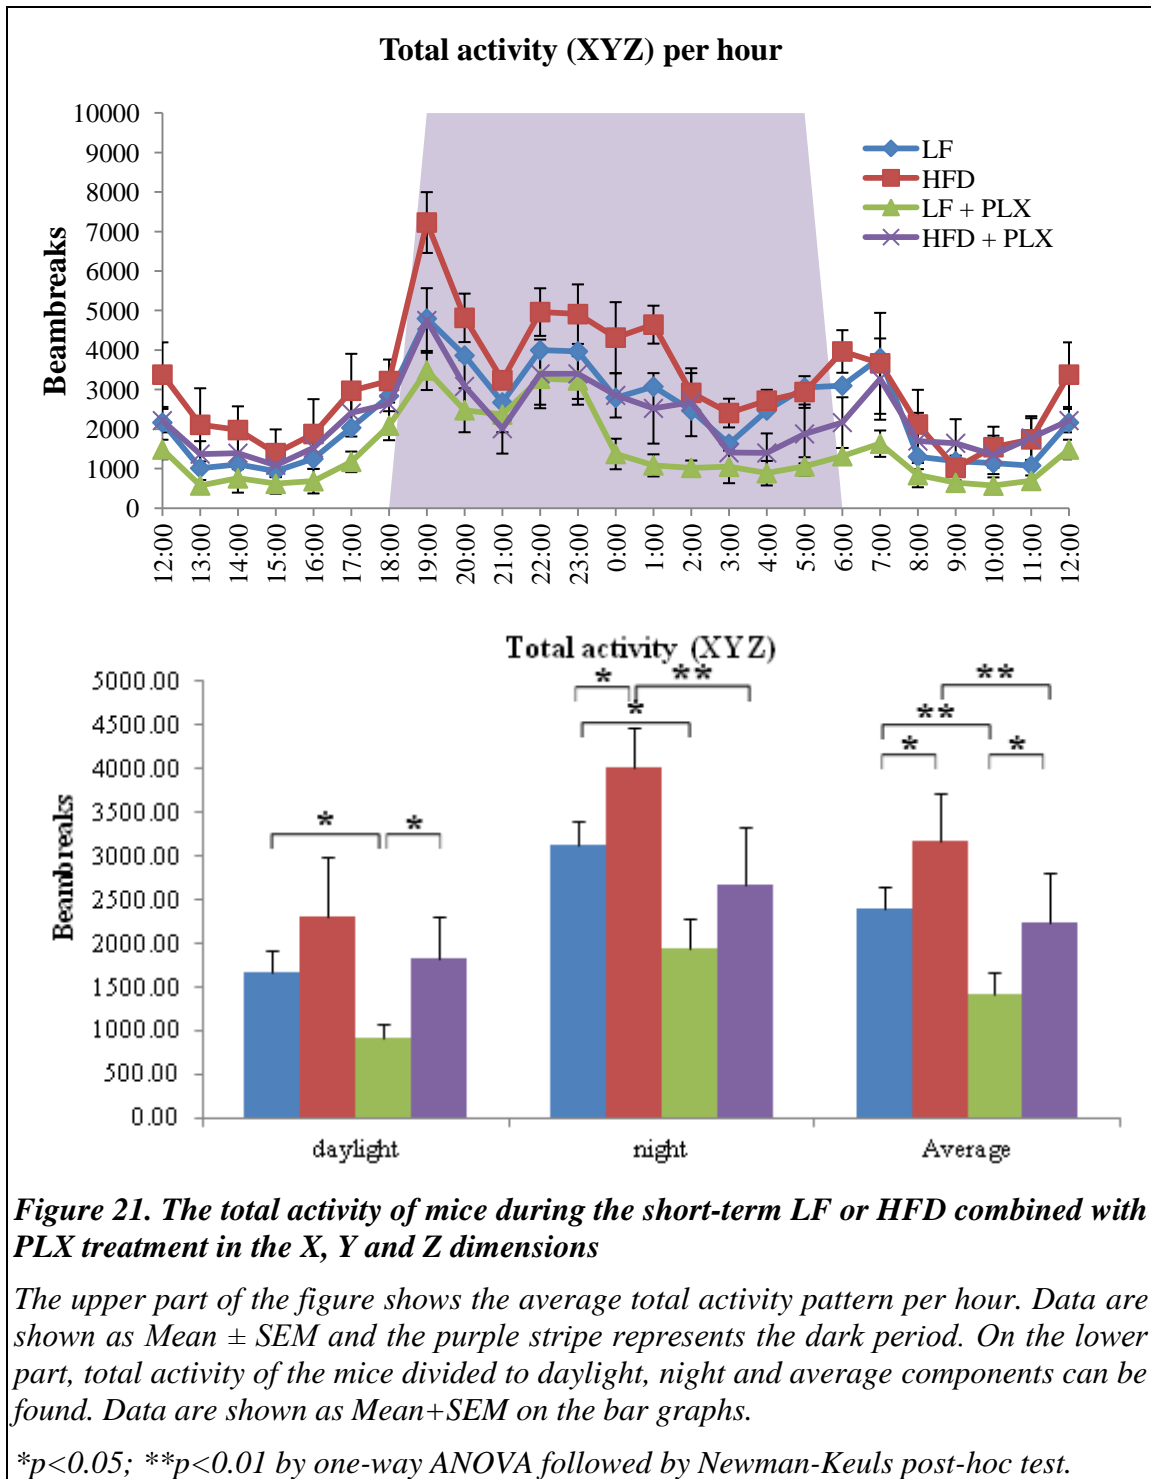 Total activity (XYZ) per hour
10000
9000
8000
7000
6000
5000
4000
3000
2000
1000
0
Beambreaks
LF
HFD
LF + PLX
HFD + PLX
12:00
13:00
14:00
15:00
16:00
17:00
18:00
19:00
20:00
21:00
22:00
23:00
0:00
1:00
2:00
3:00
4:00
5:00
6:00
7:00
8:00
9:00
10:00
11:00
12:00
Total activity (XYZ)
5000.00
4500.00
4000.00
3500.00
3000.00
2500.00
2000.00
1500.00
1000.00
500.00
0.00
Beambreaks
* *
* ** *
** ** * *
daylight night Average
Figure 21. The total activity of mice during the short-term LF or HFD combined with
PLX treatment in the X, Y and Z dimensions
The upper part of the figure shows the average total activity pattern per hour. Data are
shown as Mean ± SEM and the purple stripe represents the dark period. On the lower
part, total activity of the mice divided to daylight, night and average components can be
found. Data are shown as Mean+SEM on the bar graphs.
*p<0.05; **p<0.01 by one-way ANOVA followed by Newman-Keuls post-hoc test.